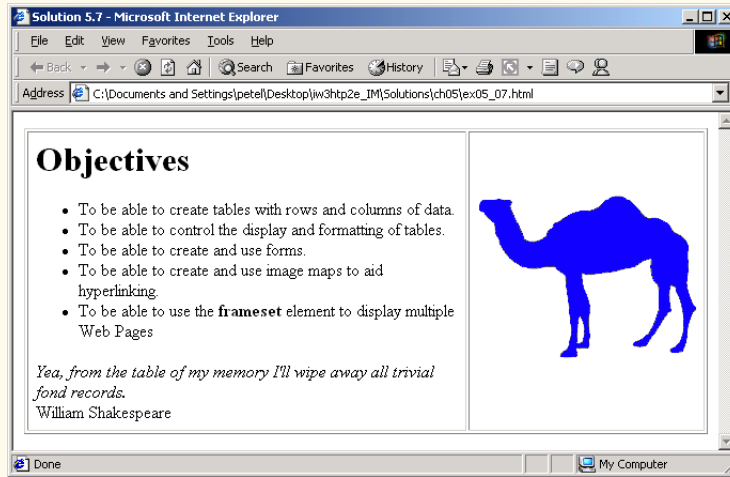 Solution 5.7 - Microsoft Internet Explorer
File Edit View Favorites Tools Help
Back Search Favorites History
Address C:\Documents and Settings\petel\Desktop\iw3htp2e_IM\Solutions\ch05\ex05_07.html
Objectives
• To be able to create tables with rows and columns of data.
• To be able to control the display and formatting of tables.
• To be able to create and use forms.
• To be able to create and use image maps to aid
hyperlinking.
• To be able to use the frameset element to display multiple
Web Pages
Yea, from the table of my memory I'll wipe away all trivial
fond records.
William Shakespeare
Done My Computer